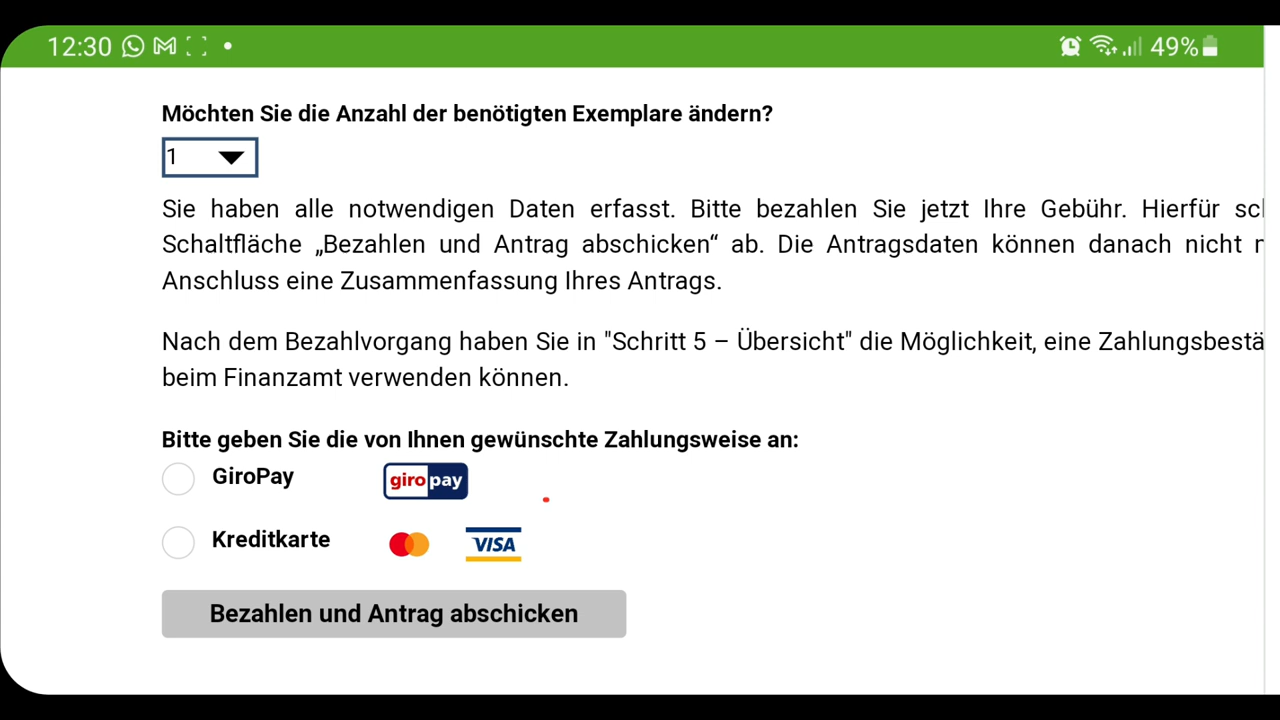 12:30 49%
Möchten Sie die Anzahl der benötigten Exemplare ändern?
1
Sie haben alle notwendigen Daten erfasst. Bitte bezahlen Sie jetzt Ihre Gebühr. Hierfür
Schaltfläche „Bezahlen und Antrag abschicken“ ab. Die Antragsdaten können danach nicht
Anschluss eine Zusammenfassung Ihres Antrags.
Nach dem Bezahlvorgang haben Sie in "Schritt 5 – Übersicht" die Möglichkeit, eine Zahlungsbestä
beim Finanzamt verwenden können.
Bitte geben Sie die von Ihnen gewünschte Zahlungsweise an:
GiroPay giropay
Kreditkarte VISA
Bezahlen und Antrag abschicken